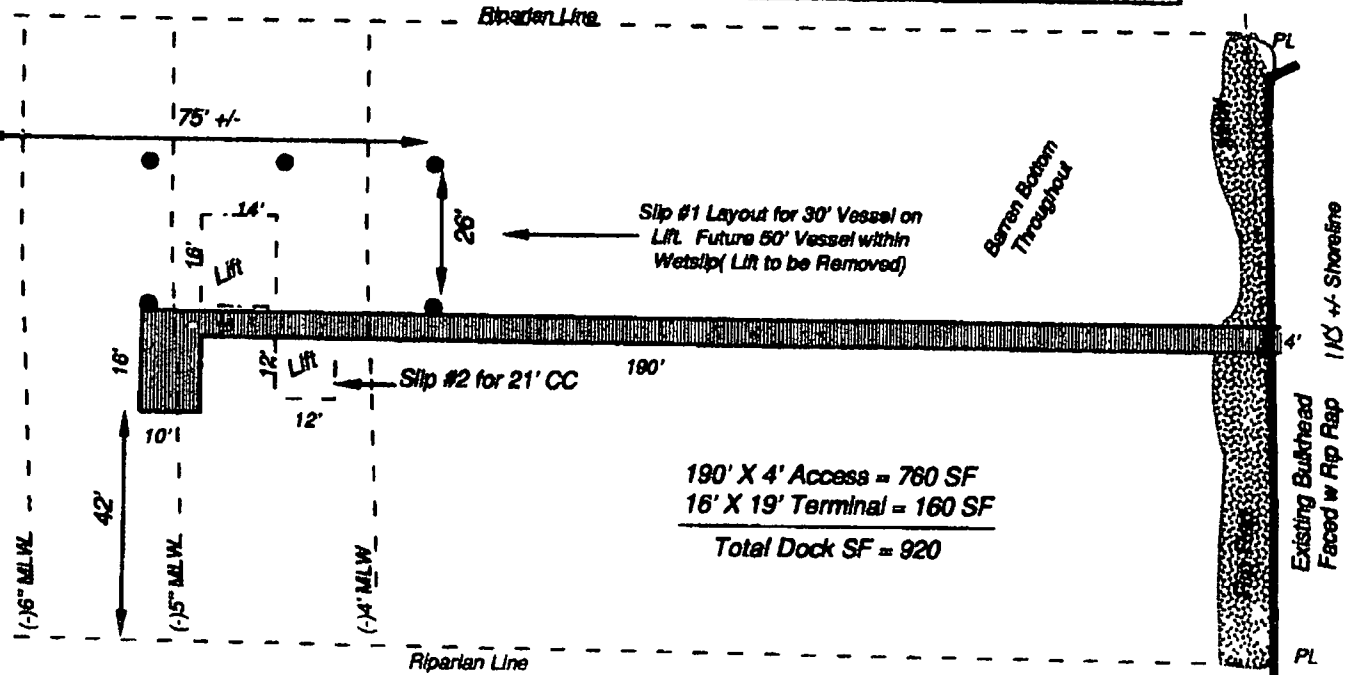 Riparian Line
PL
75' +/-
14'
16'
Lift
26'
Slip #1 Layout for 30' Vessel on
Lift. Future 50' Vessel within
Wetslip( Lift to be Removed)
Barren Bottom
Throughout
+/- Shoreline
16'
12'
Lift
12'
Slip #2 for 21' CC
190'
4'
10'
42'
190' X 4' Access = 760 SF
16' X 19' Terminal = 160 SF
Total Dock SF = 920
Existing Bulkhead
Faced w Rip Rap
(-)6" MLW
(-)5" MLW
(-)4' MLW
Riparian Line
PL